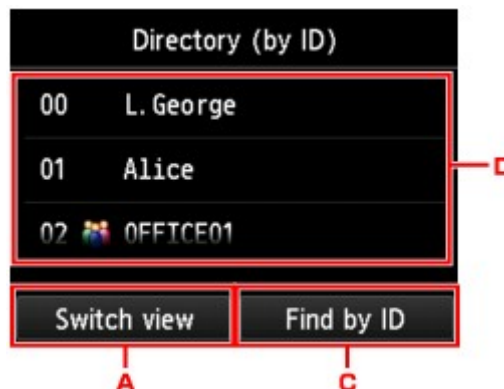 Directory (by ID)
00 L.George
01 Alice
02 OFFICE01
Switch view Find by ID
A C